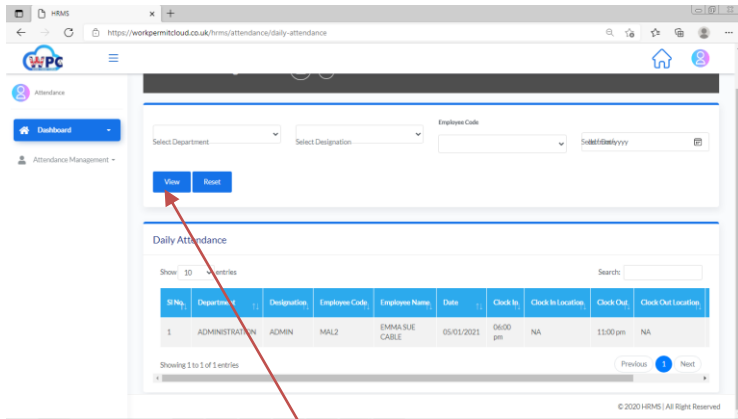 HRMS
https://workpermitcloud.co.uk/hrms/attendance/daily-attendance
WPC
Attendance
Dashboard
Attendance Management
Employee Code
Select Department
Select Designation
View
Reset
Daily Attendance
Show 10 entries
Search:
Sl No. Department Designation Employee Code Employee Name Date Clock In Clock In Location Clock Out Clock Out Location
1 ADMINISTRATION ADMIN MAL2 EMMA SUE CABLE 05/01/2021 06:00 pm NA 11:00 pm NA
Showing 1 to 1 of 1 entries
Previous 1 Next
© 2020 HRMS | All Right Reserved